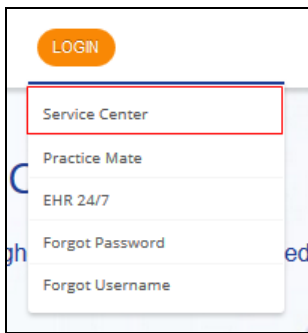 LOGIN
Service Center
Practice Mate
EHR 24/7
Forgot Password
Forgot Username